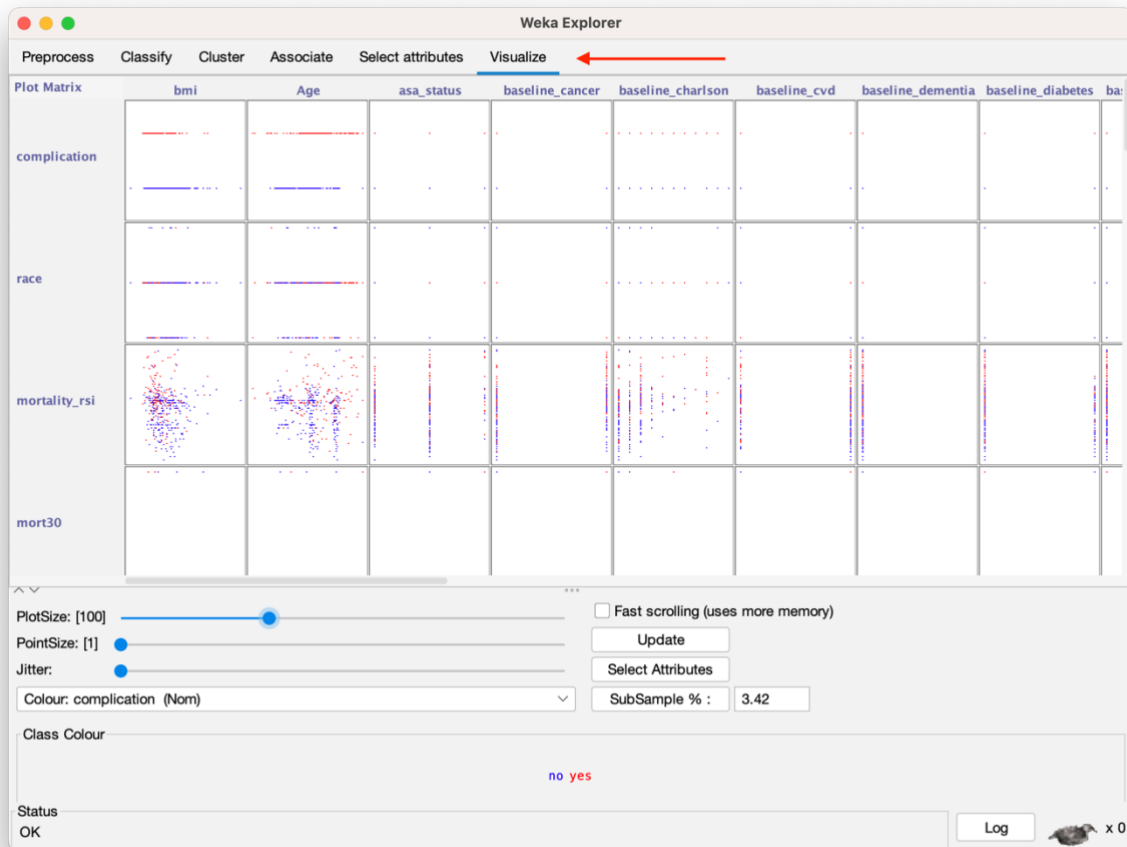 Weka Explorer
Preprocess Classify Cluster Associate Select attributes Visualize
Plot Matrix bmi Age asa_status baseline_cancer baseline_charlson baseline_cvd baseline_dementia baseline_diabetes bas
complication
race
mortality_rsi
mort30
PlotSize: [100]
Fast scrolling (uses more memory)
PointSize: [1]
Update
Jitter:
Select Attributes
Colour: complication (Nom)
SubSample % : 3.42
Class Colour
no yes
Status
OK
Log x 0